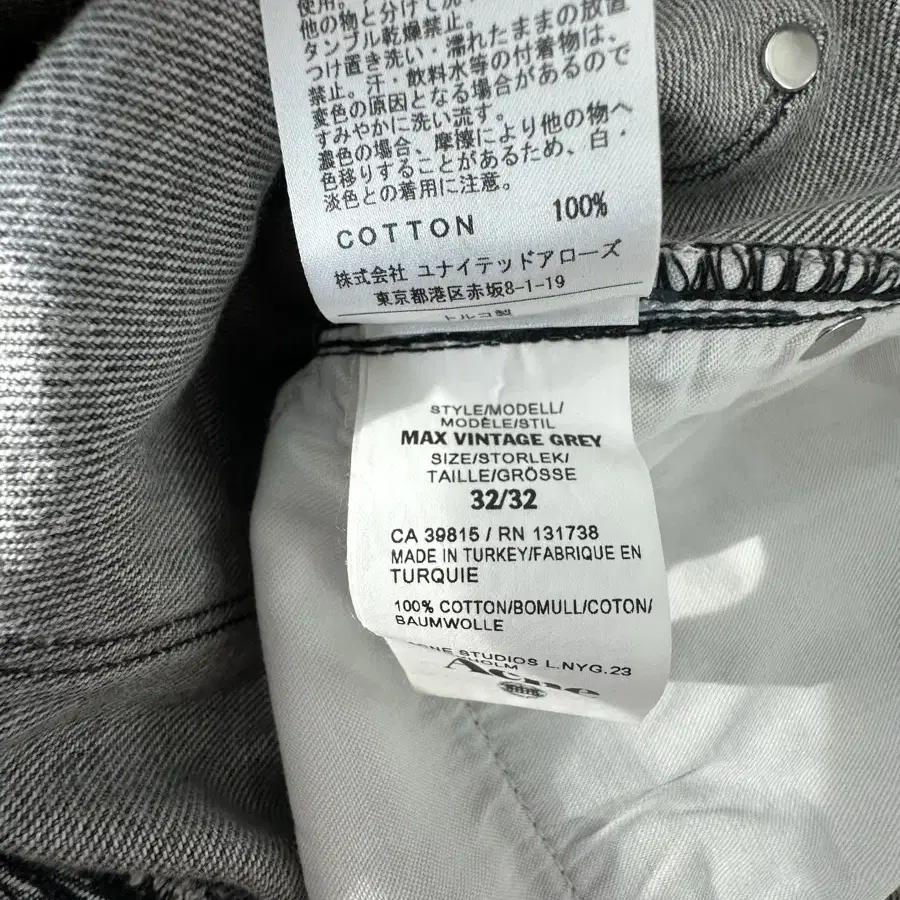 使用。
他の物と分けて洗
タンブル乾燥禁止。
つけ置き洗い・濡れたままの放置
禁止。汗・飲料水等の付着物は、
変色の原因となる場合があるので
すみやかに洗い流す。
濃色の場合、摩擦により他の物へ
色移りすることがあるため、白・
淡色との着用に注意。
COTTON 100%
株式会社 ユナイテッドアローズ
東京都港区赤坂8-1-19
トルコ製
STYLE/MODELL/
MODÈLE/STIL
MAX VINTAGE GREY
SIZE/STORLEK/
TAILLE/GRÖSSE
32/32
CA 39815 / RN 131738
MADE IN TURKEY/FABRIQUE EN
TURQUIE
100% COTTON/BOMULL/COTON/
BAUMWOLLE
STUDIOS L.NYG.23
Acne